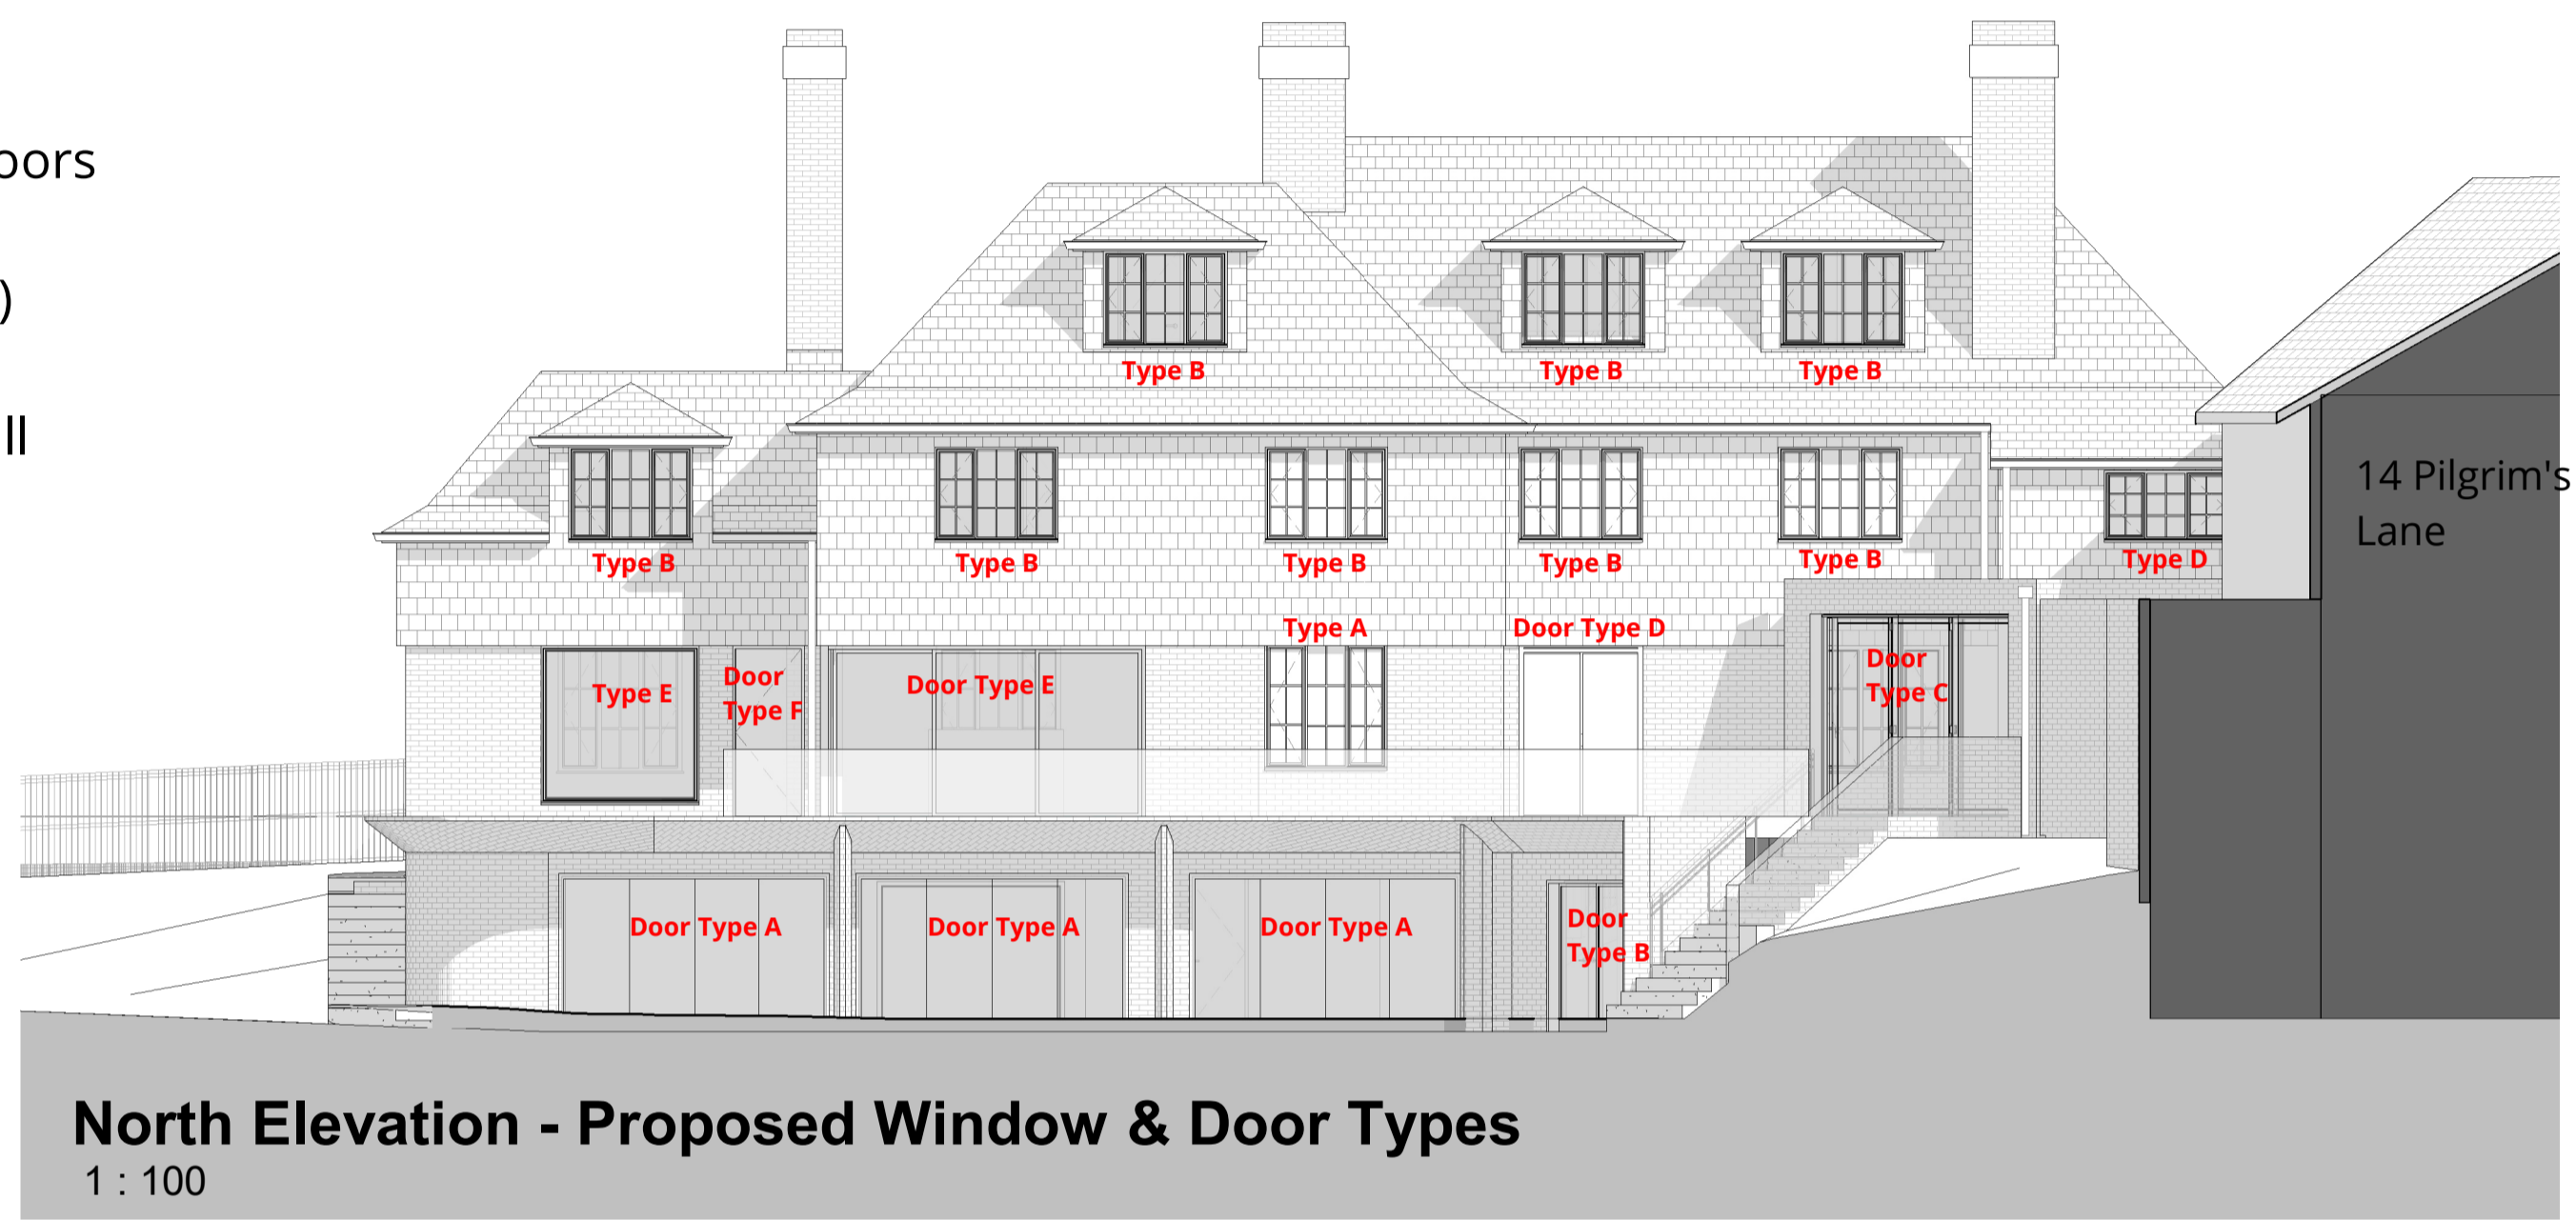 oors
)
ll
Type B
Type B
Type B
Type B
Type B
Type B
Type B
Type B
Type D
14 Pilgrim's
Lane
Type A
Door Type D
Type E
Door
Type F
Door Type E
Door
Type C
Door Type A
Door Type A
Door Type A
Door
Type B
North Elevation - Proposed Window & Door Types
1 : 100